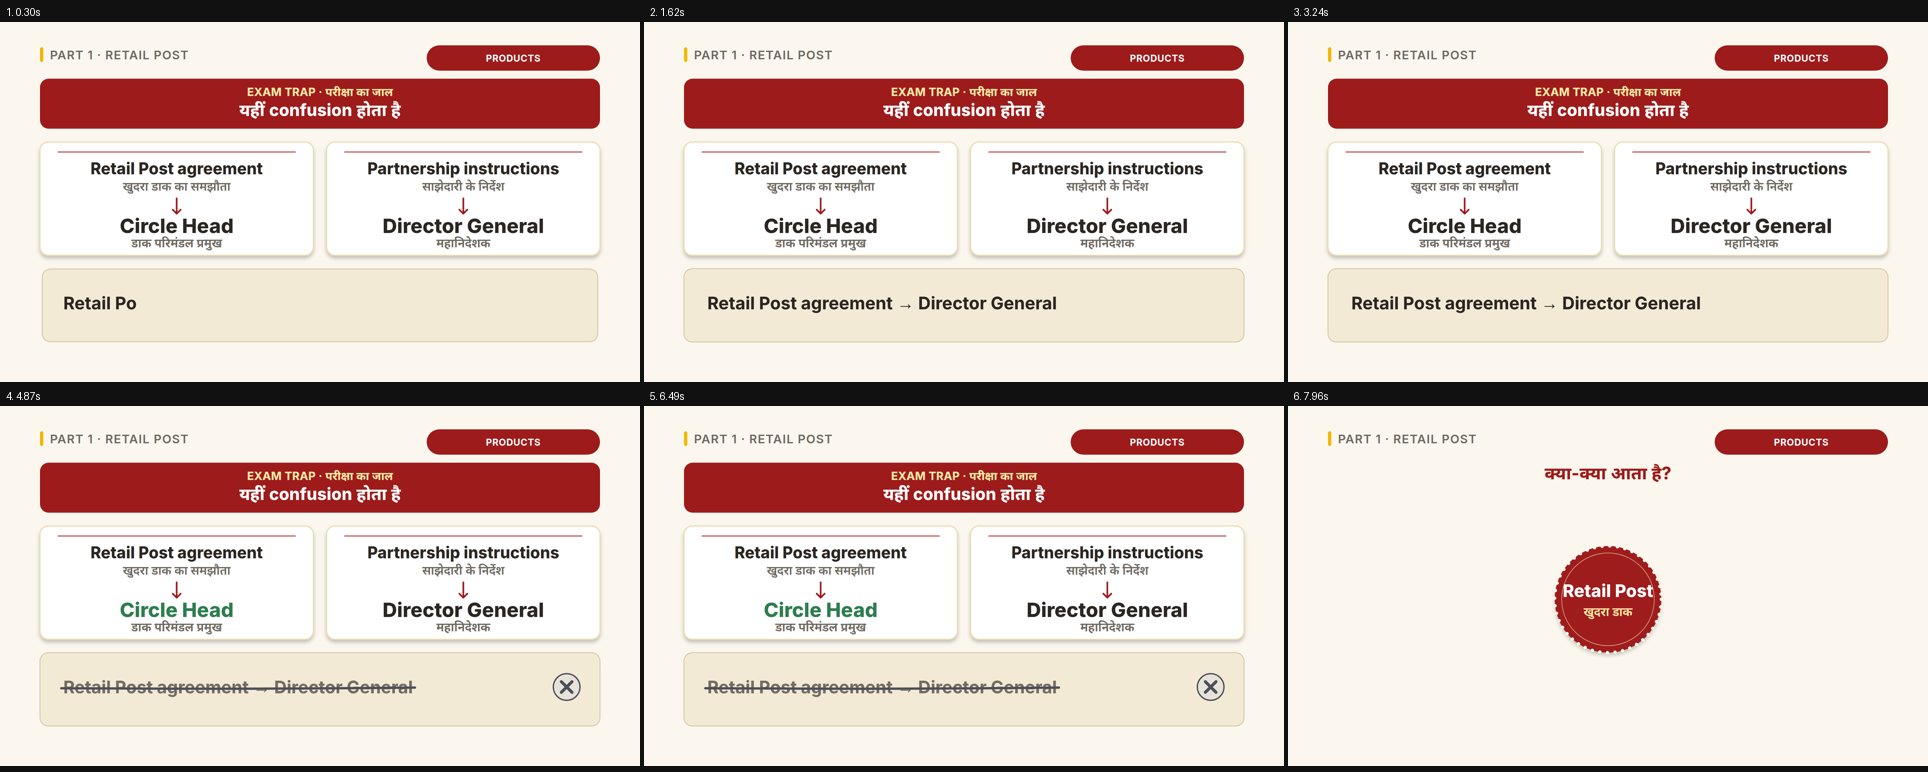 1. 0.30s
PART 1 · RETAIL POST
PRODUCTS
EXAM TRAP · परीक्षा का जाल
यहीं confusion होता है
Retail Post agreement
खुदरा डाक का समझौता
↓
Circle Head
डाक परिमंडल प्रमुख
Partnership instructions
साझेदारी के निर्देश
↓
Director General
महानिदेशक
Retail Po
2. 1.62s
PART 1 · RETAIL POST
PRODUCTS
EXAM TRAP · परीक्षा का जाल
यहीं confusion होता है
Retail Post agreement
खुदरा डाक का समझौता
↓
Circle Head
डाक परिमंडल प्रमुख
Partnership instructions
साझेदारी के निर्देश
↓
Director General
महानिदेशक
Retail Post agreement → Director General
3. 3.24s
PART 1 · RETAIL POST
PRODUCTS
EXAM TRAP · परीक्षा का जाल
यहीं confusion होता है
Retail Post agreement
खुदरा डाक का समझौता
↓
Circle Head
डाक परिमंडल प्रमुख
Partnership instructions
साझेदारी के निर्देश
↓
Director General
महानिदेशक
Retail Post agreement → Director General
4. 4.87s
PART 1 · RETAIL POST
PRODUCTS
EXAM TRAP · परीक्षा का जाल
यहीं confusion होता है
Retail Post agreement
खुदरा डाक का समझौता
↓
Circle Head
डाक परिमंडल प्रमुख
Partnership instructions
साझेदारी के निर्देश
↓
Director General
महानिदेशक
Retail Post agreement → Director General
5. 6.49s
PART 1 · RETAIL POST
PRODUCTS
EXAM TRAP · परीक्षा का जाल
यहीं confusion होता है
Retail Post agreement
खुदरा डाक का समझौता
↓
Circle Head
डाक परिमंडल प्रमुख
Partnership instructions
साझेदारी के निर्देश
↓
Director General
महानिदेशक
Retail Post agreement → Director General
6. 7.96s
PART 1 · RETAIL POST
PRODUCTS
क्या-क्या आता है?
Retail Post
खुदरा डाक